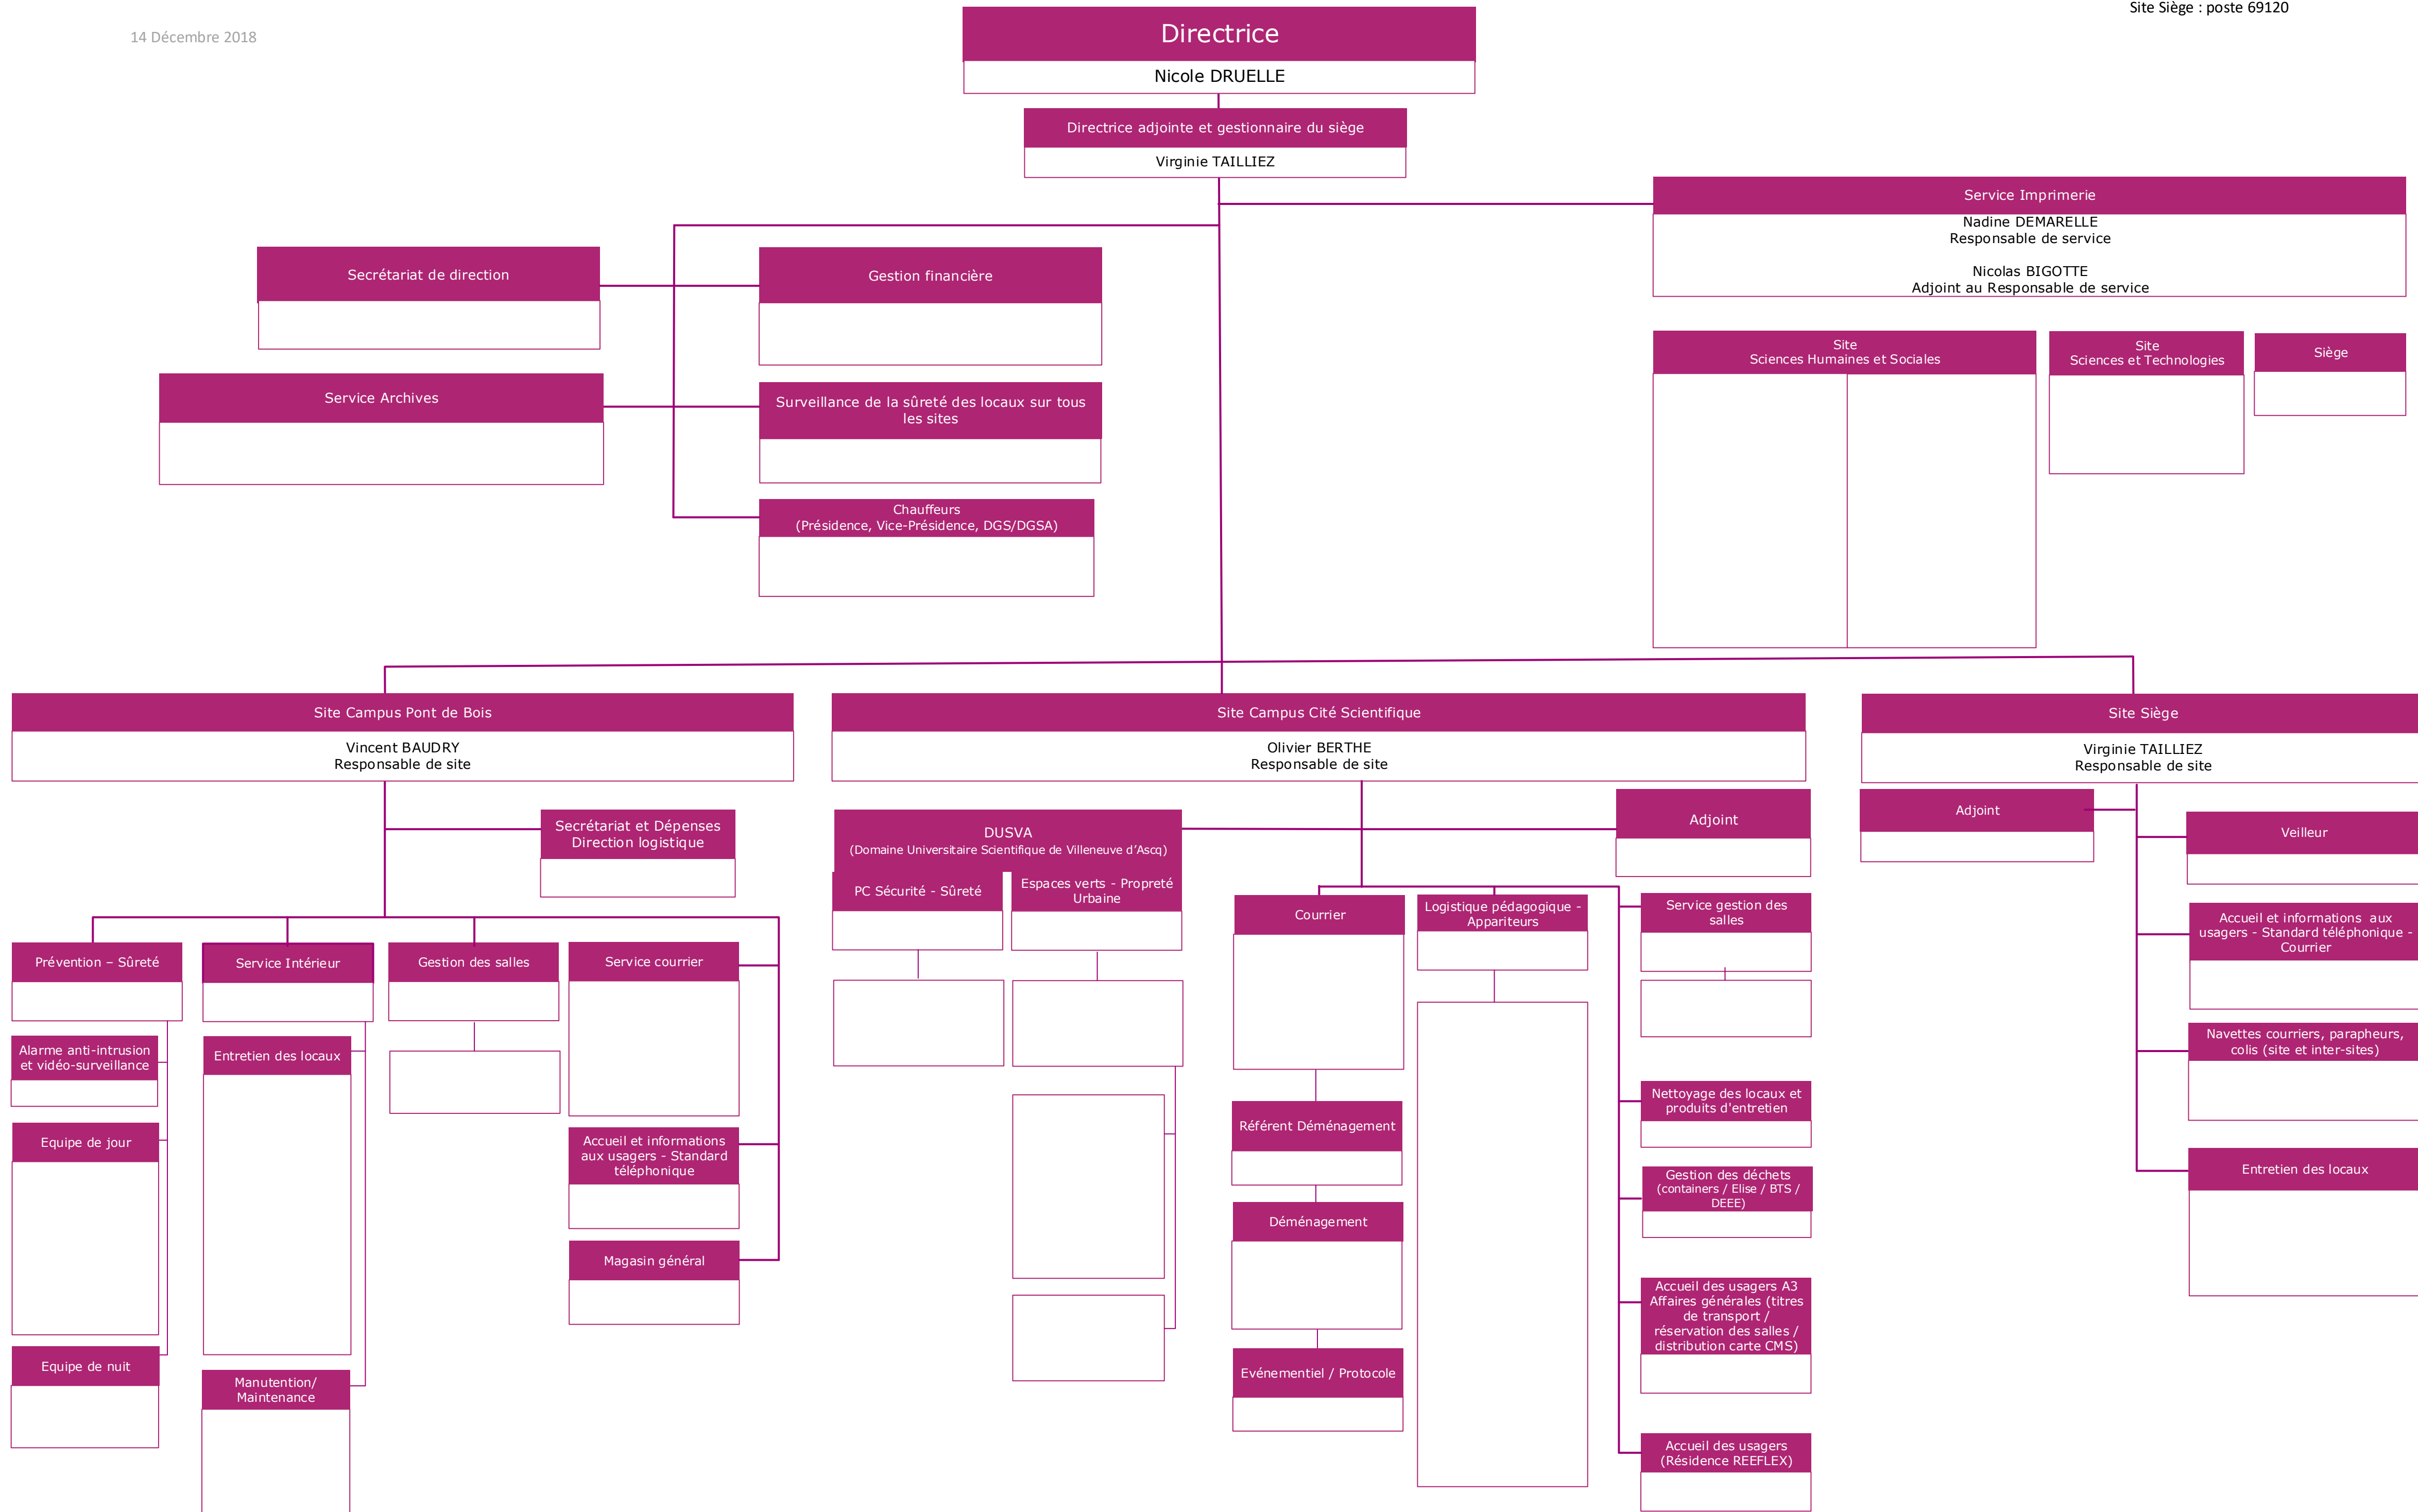 Site Siège : poste 69120
14 Décembre 2018
Directrice
Nicole DRUELLE
Directrice adjointe et gestionnaire du siège
Virginie TAILLIEZ
Service Imprimerie
Nadine DEMARELLE
Responsable de service
Nicolas BIGOTTE
Adjoint au Responsable de service
Secrétariat de direction
Gestion financière
Site
Sciences Humaines et Sociales
Site
Sciences et Technologies
Siège
Service Archives
Surveillance de la sûreté des locaux sur tous
les sites
Chauffeurs
(Présidence, Vice-Présidence, DGS/DGSA)
Site Campus Pont de Bois
Vincent BAUDRY
Responsable de site
Site Campus Cité Scientifique
Olivier BERTHE
Responsable de site
Site Siège
Virginie TAILLIEZ
Responsable de site
Secrétariat et Dépenses
Direction logistique
Prévention – Sûreté
Service Intérieur
Gestion des salles
Service courrier
Alarme anti-intrusion
et vidéo-surveillance
Entretien des locaux
Equipe de jour
Accueil et informations
aux usagers - Standard
téléphonique
Magasin général
Equipe de nuit
Manutention/
Maintenance
DUSVA
(Domaine Universitaire Scientifique de Villeneuve d’Ascq)
Adjoint
PC Sécurité - Sûreté
Espaces verts - Propreté
Urbaine
Courrier
Logistique pédagogique -
Appariteurs
Service gestion des
salles
Référent Déménagement
Déménagement
Evénementiel / Protocole
Nettoyage des locaux et
produits d'entretien
Gestion des déchets
(containers / Elise / BTS /
DEEE)
Accueil des usagers A3
Affaires générales (titres
de transport /
réservation des salles /
distribution carte CMS)
Accueil des usagers
(Résidence REEFLEX)
Adjoint
Veilleur
Accueil et informations  aux
usagers - Standard téléphonique -
Courrier
Navettes courriers, parapheurs,
colis (site et inter-sites)
Entretien des locaux